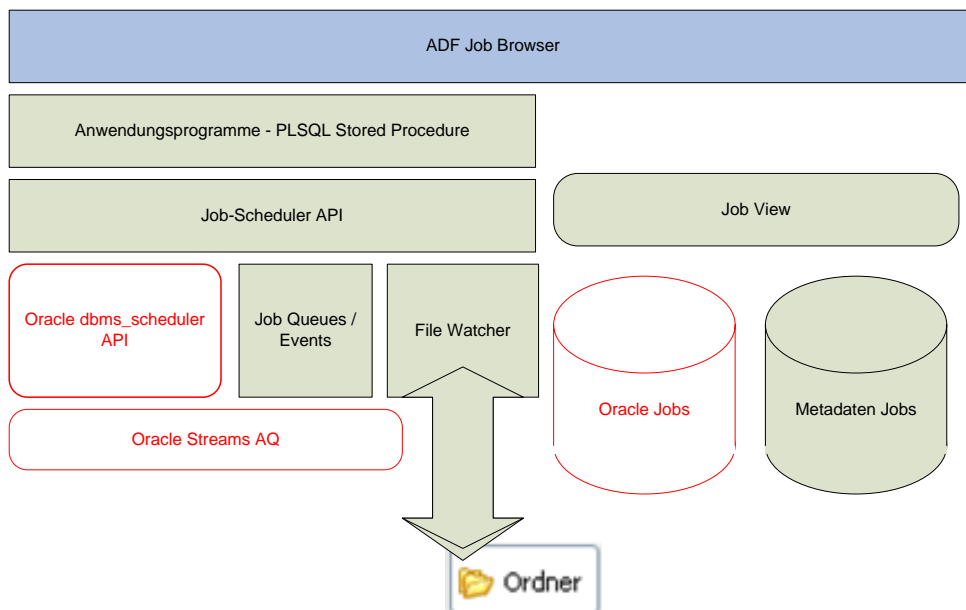 ADF Job Browser
Anwendungsprogramme - PLSQL Stored Procedure
Job-Scheduler API
Job View
Oracle dbms_scheduler
API
Job Queues /
Events
File Watcher
Oracle Jobs
Metadaten Jobs
Oracle Streams AQ
Ordner